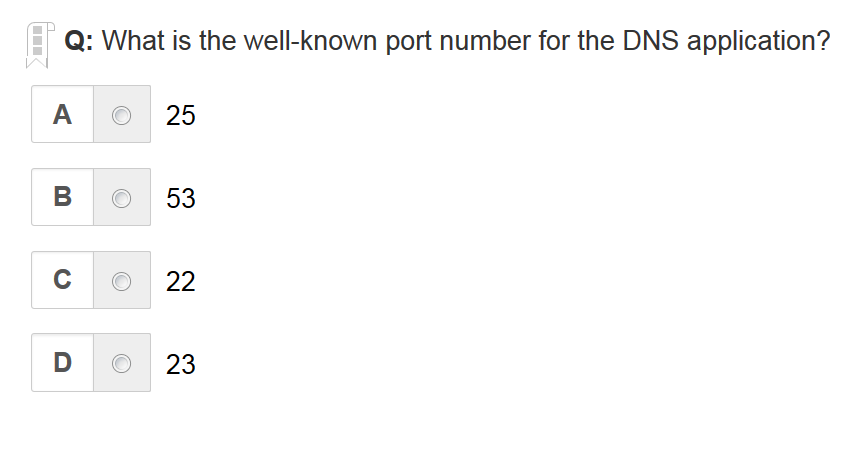 Q: What is the well-known port number for the DNS application?
A 25
B 53
C 22
D 23